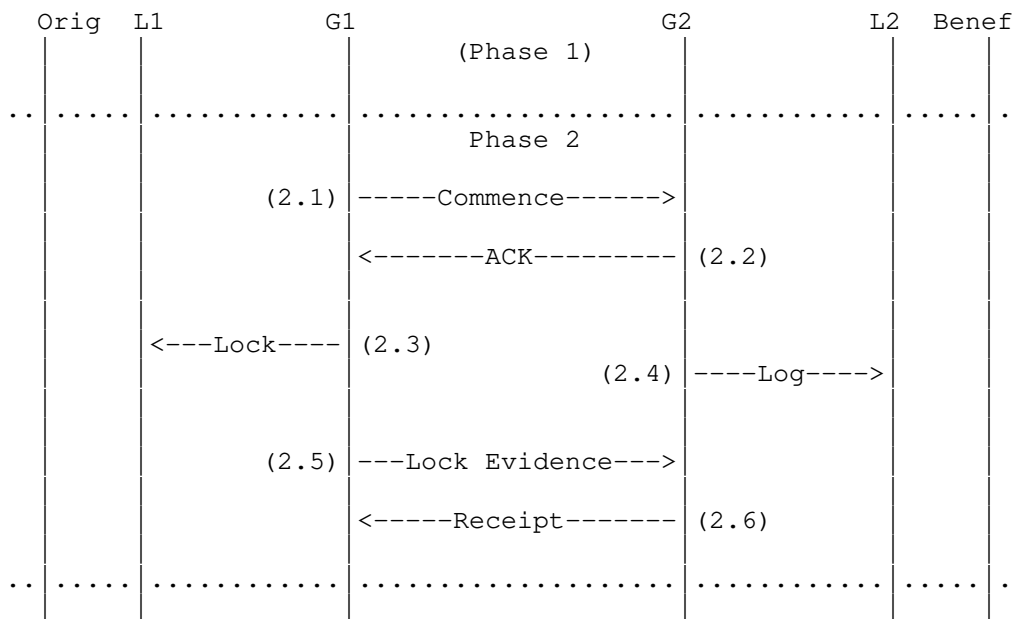 Orig L1 G1 G2 L2 Benef
(Phase 1)
Phase 2
(2.1) -----Commence------>
<-------ACK--------- (2.2)
<---Lock---- (2.3)
(2.4) ----Log---->
(2.5) ---Lock Evidence--->
<-----Receipt------- (2.6)